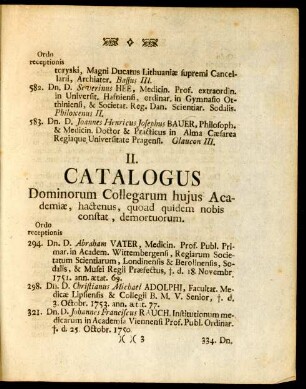 Ordo
receptionis
toryski, Magni Ducatus Lithuaniæ supremi Cancel-
larii, Archiater. Bassus III.
582. Dn. D. Severinus HEE, Medicin. Prof. extraordin.
in Universit. Hafniensi, ordinar. in Gymnasio Ot-
thiniensi, & Societat. Reg. Dan. Scientiar. Sodalis.
Philoxenus II.
583. Dn. D. Joannes Henricus Josephus BAUER, Philosoph.
& Medicin. Doctor & Practicus in Alma Cæsarea
Regiaque Universitate Pragensi. Glaucon III.
II.
CATALOGUS
Dominorum Collegarum hujus Aca-
demiæ, hactenus, quoad quidem nobis
constat, demortuorum.
Ordo
receptionis
294. Dn. D. Abraham VATER, Medicin. Prof. Publ. Pri-
mar. in Academ. Wittembergensi, Regiarum Socie-
tatum Scientiarum, Londinensis & Berolinensis, So-
dalis, & Musei Regii Præfectus, †. d. 18. Novembr.
1751. ann. ætat. 69.
298. Dn. D. Christianus Michael ADOLPHI, Facultat. Me-
dicæ Lipsiensis & Collegii B. M. V. Senior, †. d.
3. Octobr. 1753. ann. æt. 77.
321. Dn. D. Johannes Franciscus RAUCH. Institutionum me-
dicarum in Academia Viennensi Prof. Publ. Ordinar.
†. d. 25. Octobr. 1750.
)( )( 3 334. Dn.